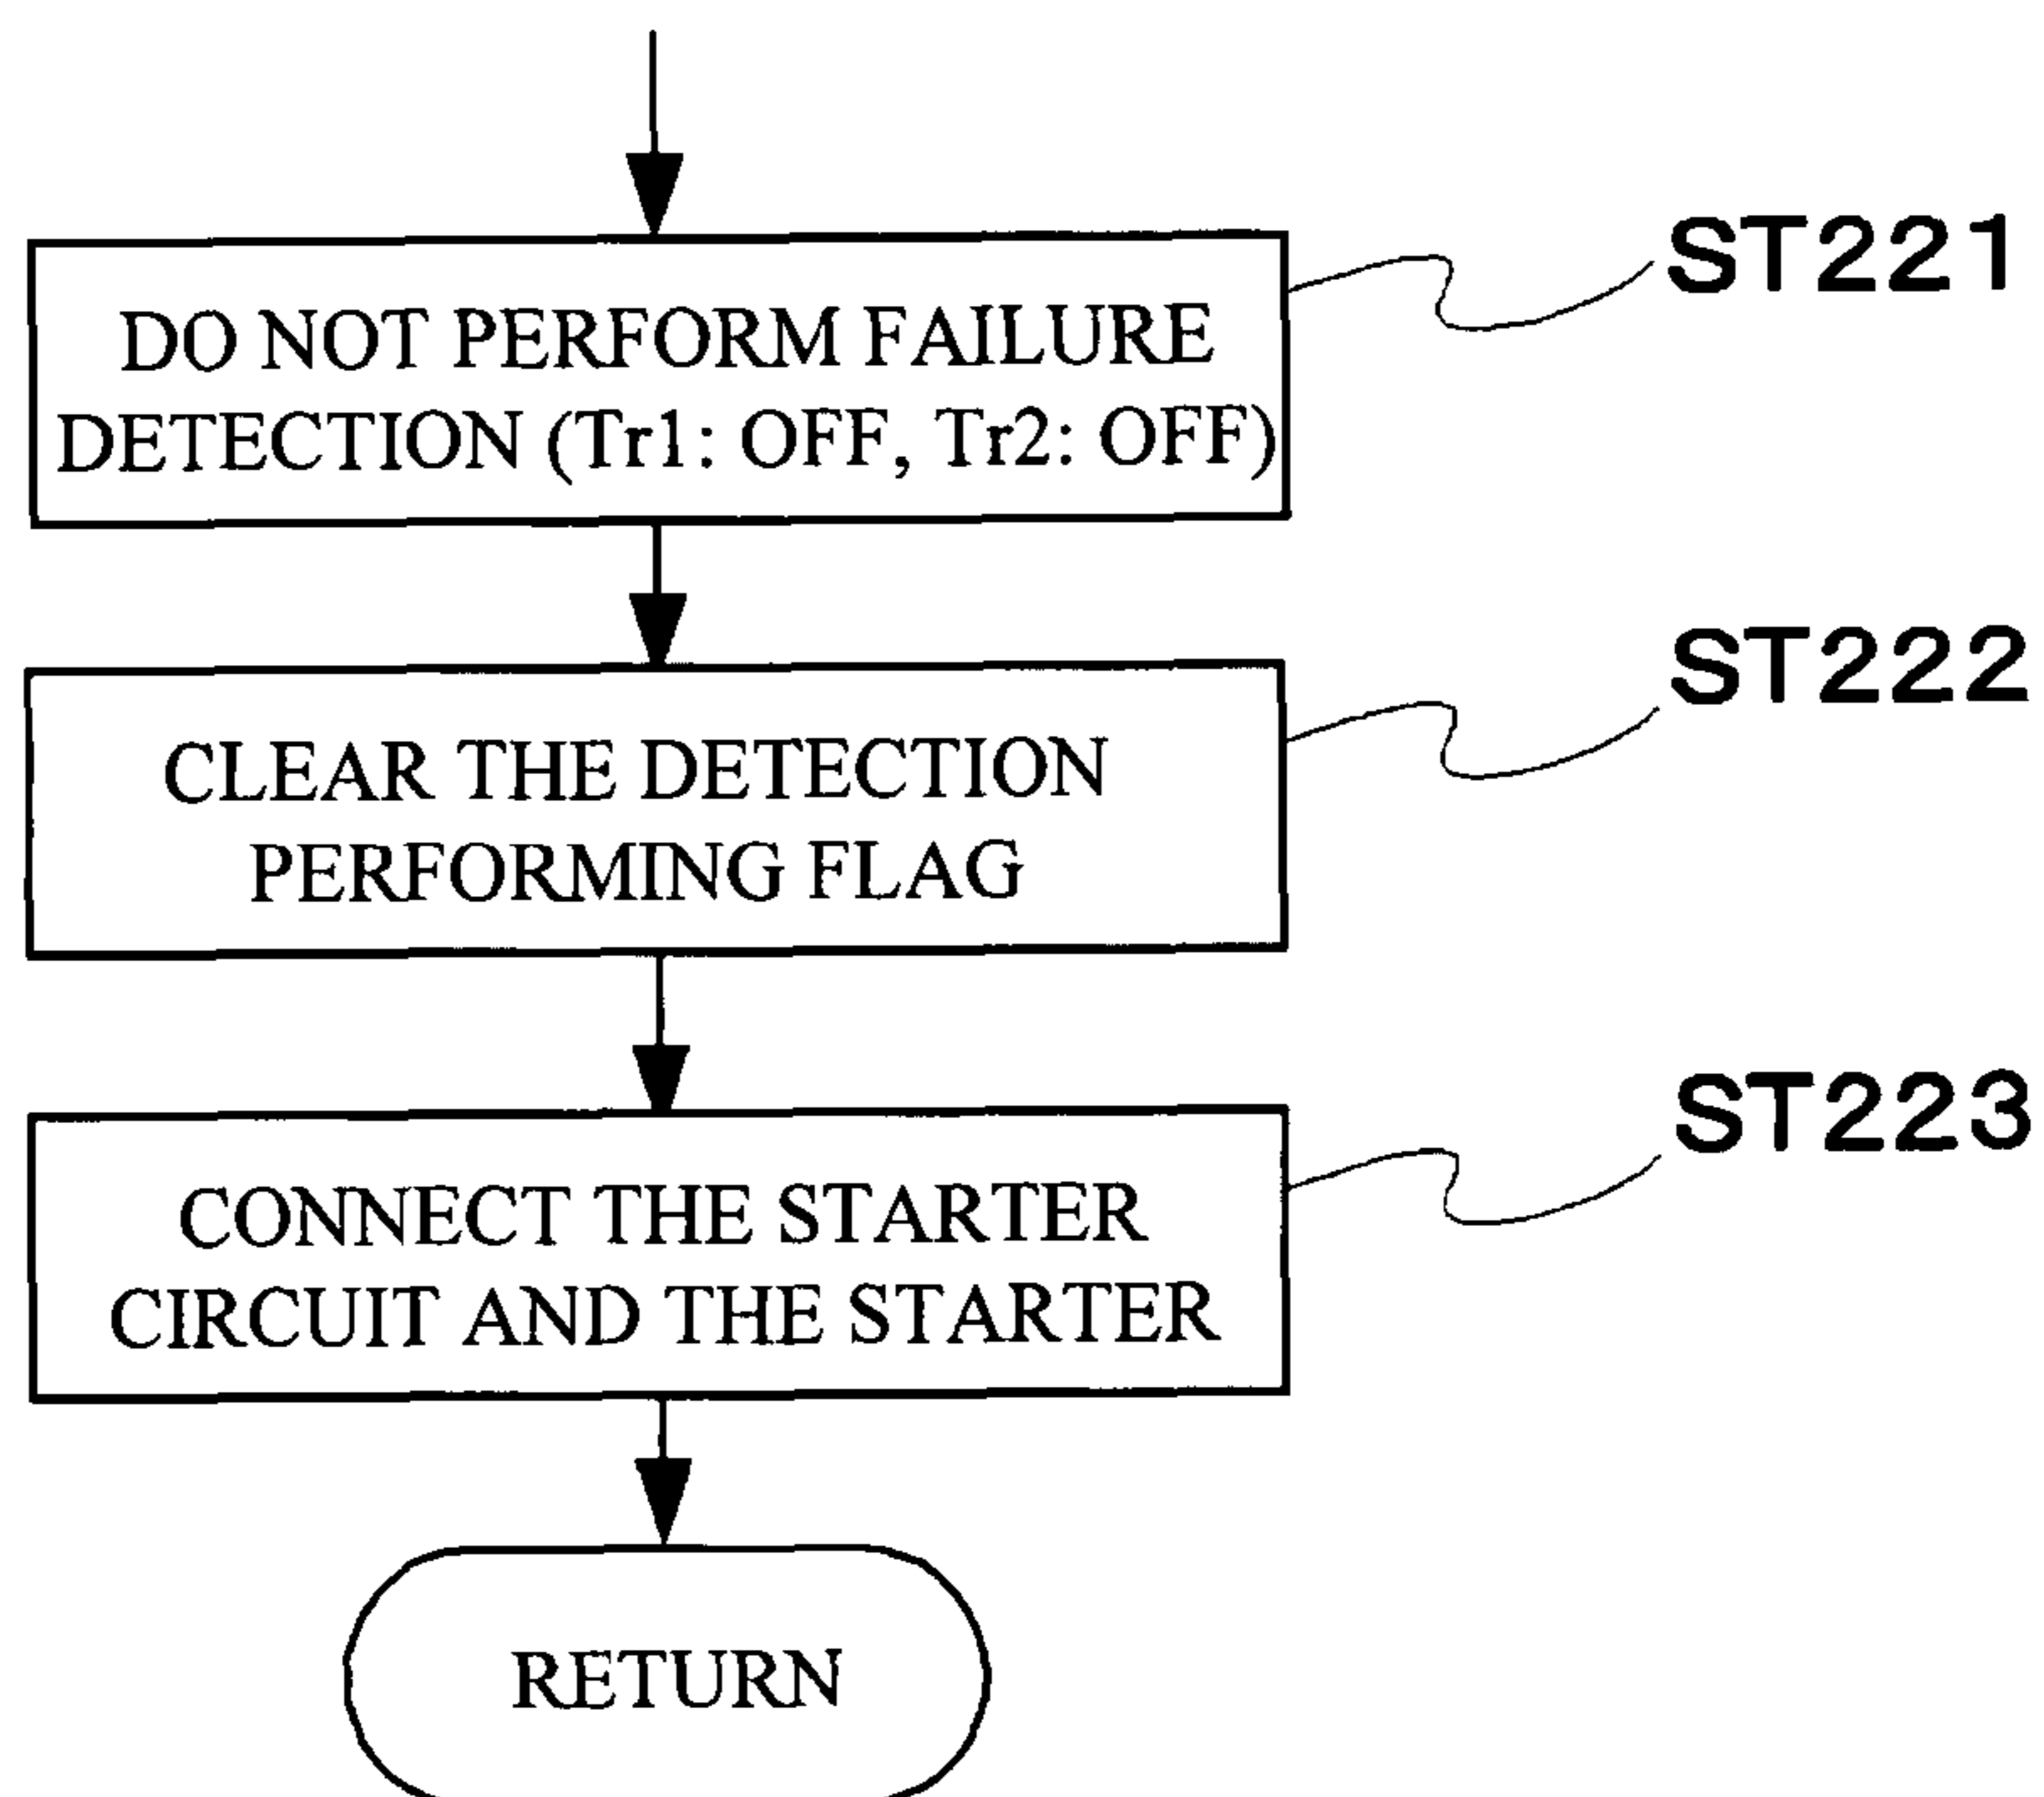 ST221
DO NOT PERFORM FAILURE
DETECTION (Tr1: OFF, Tr2: OFF)
ST222
CLEAR THE DETECTION
PERFORMING FLAG
ST223
CONNECT THE STARTER
CIRCUIT AND THE STARTER
RETURN